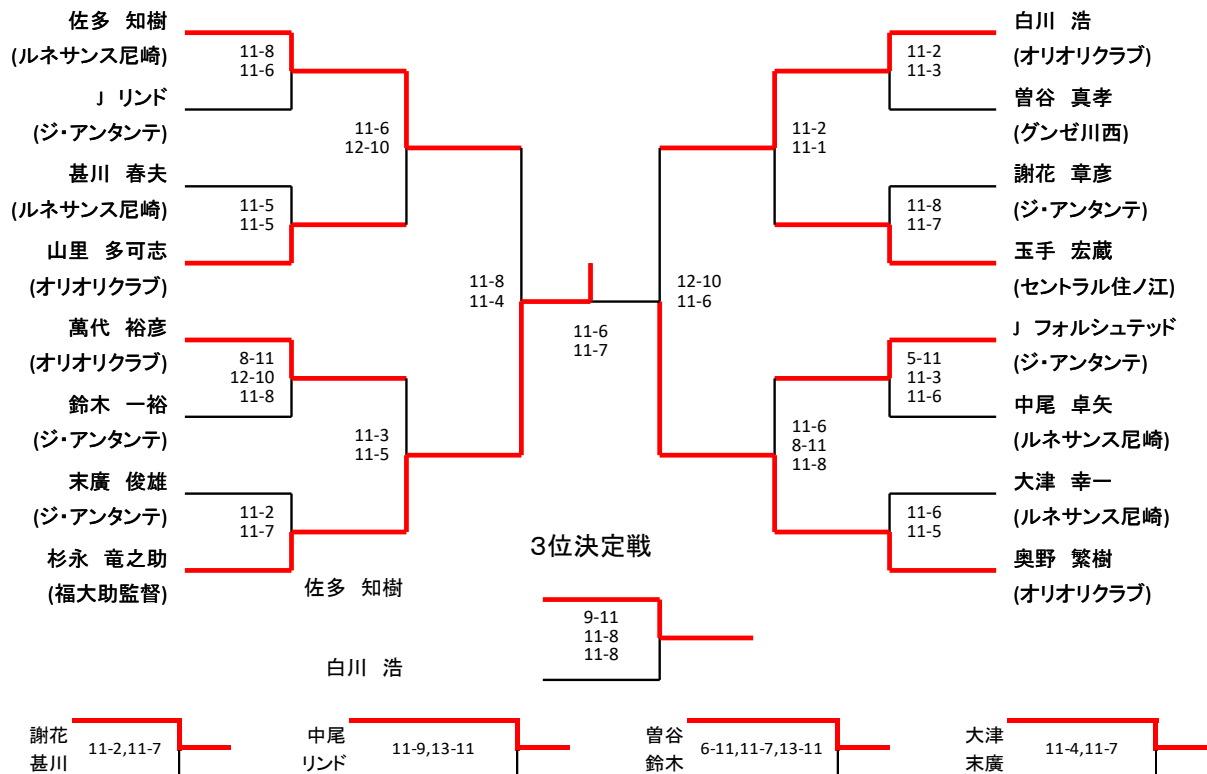 佐多 知樹
(ルネサンス尼崎)
11-8
11-6
J リンド
(ジ・アンタンテ)
11-6
12-10
甚川 春夫
(ルネサンス尼崎)
11-5
11-5
山里 多可志
(オリオリクラブ)
11-8
11-4
萬代 裕彦
(オリオリクラブ)
8-11
12-10
11-8
鈴木 一裕
(ジ・アンタンテ)
11-3
11-5
末廣 俊雄
(ジ・アンタンテ)
11-2
11-7
杉永 竜之助
(福大助監督)
11-6
11-7
白川 浩
(オリオリクラブ)
11-2
11-3
曽谷 真孝
(グンゼ川西)
11-2
11-1
謝花 章彦
(ジ・アンタンテ)
11-8
11-7
玉手 宏蔵
(セントラル住ノ江)
12-10
11-6
J フォルシュテッド
(ジ・アンタンテ)
5-11
11-3
11-6
中尾 卓矢
(ルネサンス尼崎)
11-6
8-11
11-8
大津 幸一
(ルネサンス尼崎)
11-6
11-5
奥野 繁樹
(オリオリクラブ)
3位決定戦
佐多 知樹
9-11
11-8
11-8
白川 浩
謝花
11-2,11-7
甚川
中尾
11-9,13-11
リンド
曽谷
6-11,11-7,13-11
鈴木
大津
11-4,11-7
末廣